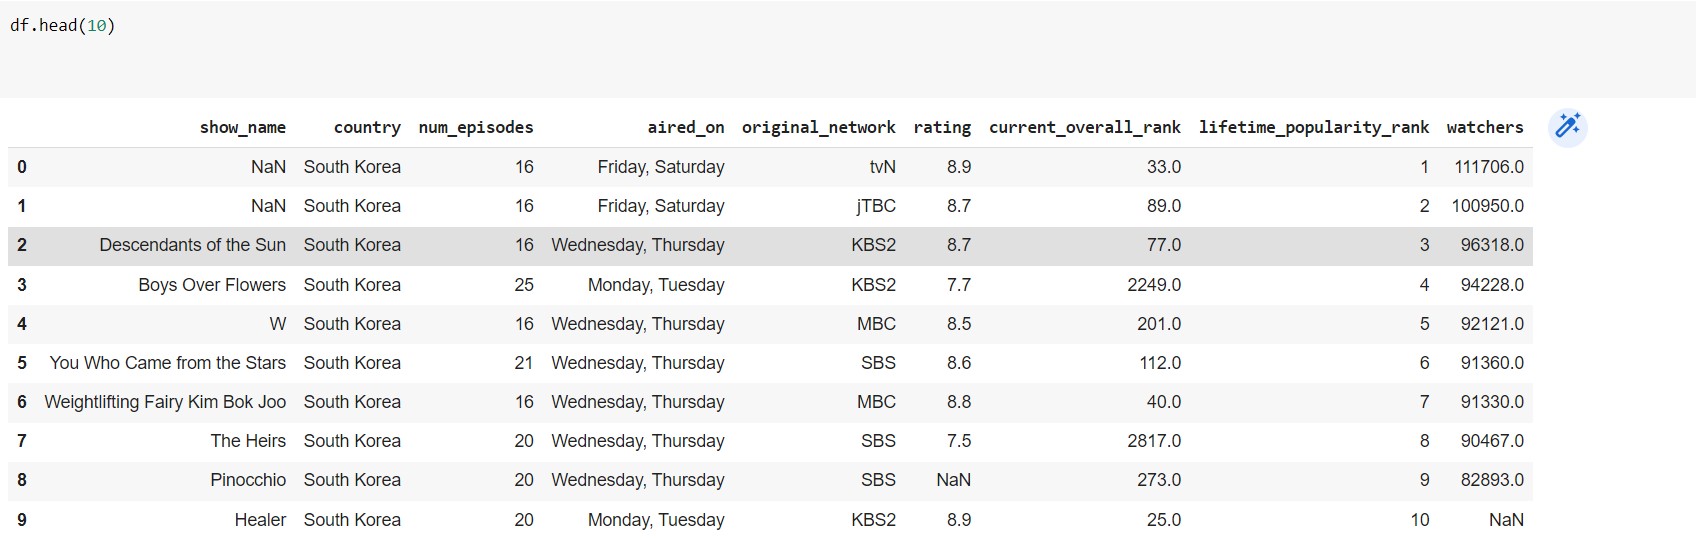 df.head(10)
show_name country num_episodes aired_on original_network rating current_overall_rank lifetime_popularity_rank watchers
0 NaN South Korea 16 Friday, Saturday tvN 8.9 33.0 1 111706.0
1 NaN South Korea 16 Friday, Saturday jTBC 8.7 89.0 2 100950.0
2 Descendants of the Sun South Korea 16 Wednesday, Thursday KBS2 8.7 77.0 3 96318.0
3 Boys Over Flowers South Korea 25 Monday, Tuesday KBS2 7.7 2249.0 4 94228.0
4 W South Korea 16 Wednesday, Thursday MBC 8.5 201.0 5 92121.0
5 You Who Came from the Stars South Korea 21 Wednesday, Thursday SBS 8.6 112.0 6 91360.0
6 Weightlifting Fairy Kim Bok Joo South Korea 16 Wednesday, Thursday MBC 8.8 40.0 7 91330.0
7 The Heirs South Korea 20 Wednesday, Thursday SBS 7.5 2817.0 8 90467.0
8 Pinocchio South Korea 20 Wednesday, Thursday SBS NaN 273.0 9 82893.0
9 Healer South Korea 20 Monday, Tuesday KBS2 8.9 25.0 10 NaN